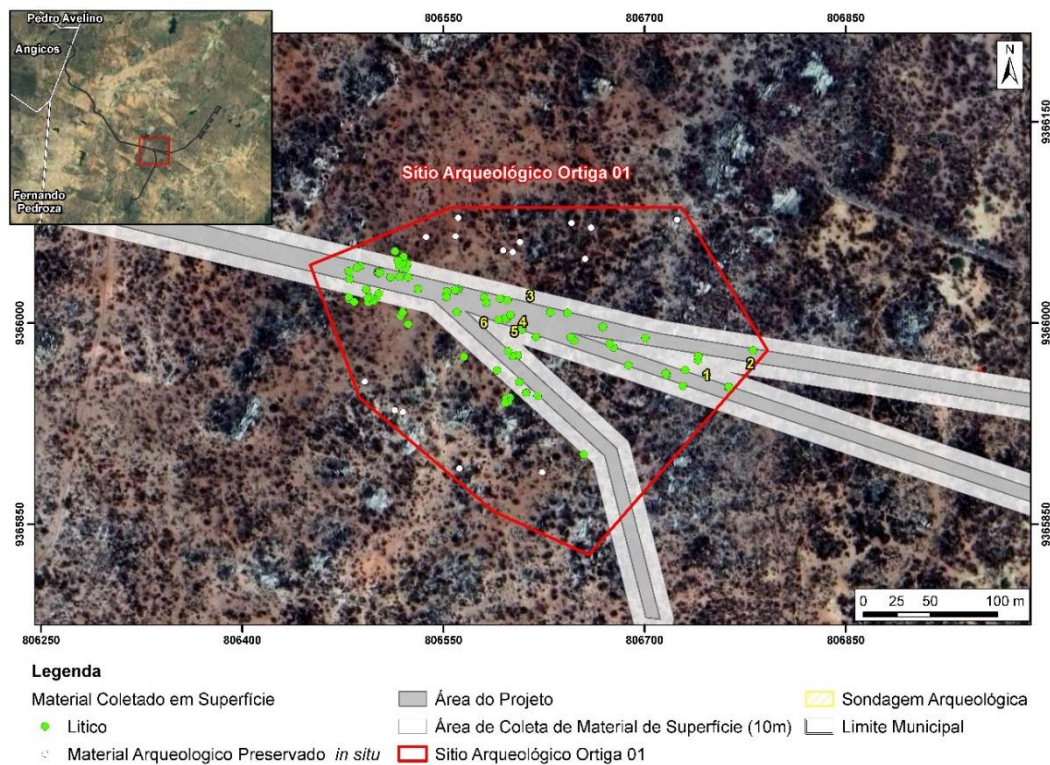 806550
806700
806850
Pedro Avelino
Angicos
Fernando
Pedroza
N
9366150
9366150
Sítio Arqueológico Ortiga 01
3
6
4
5
2
1
9366000
9366000
9365850
9365850
0 25 50 100 m
806250
806400
806550
806700
806850
Legenda
Material Coletado em Superfície
Lítico
Material Arqueologico Preservado in situ
Área do Projeto
Área de Coleta de Material de Superfície (10m)
Sítio Arqueológico Ortiga 01
Sondagem Arqueológica
Limite Municipal